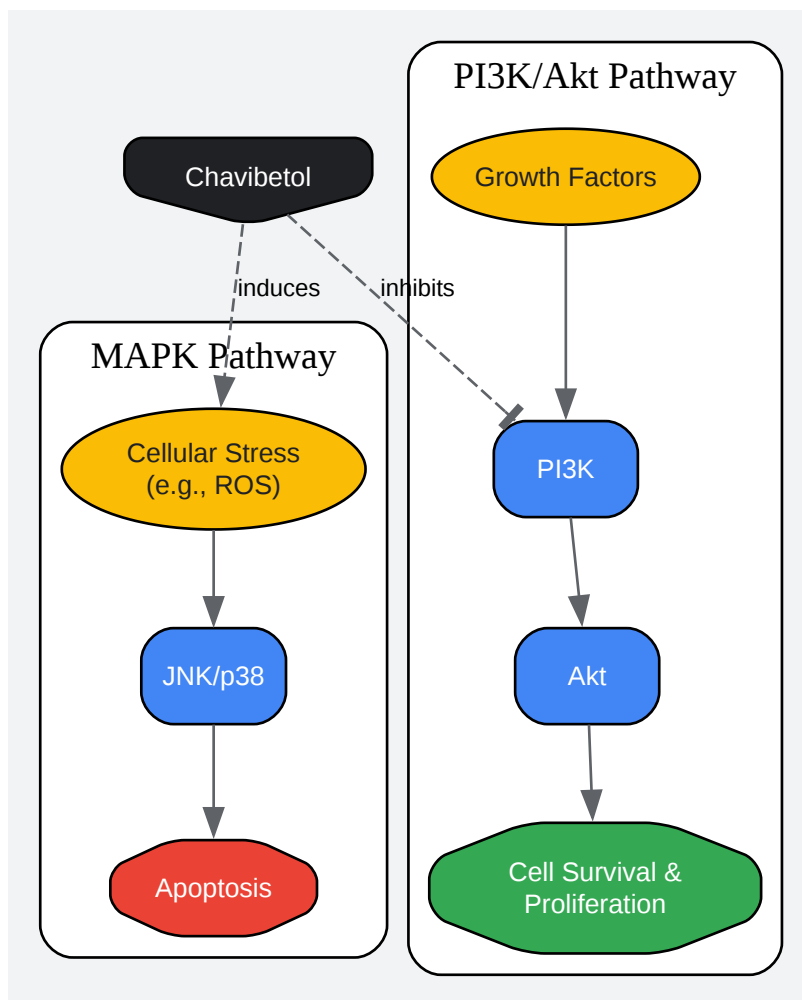 PI3K/Akt Pathway
Chavibetol
Growth Factors
induces
inhibits
MAPK Pathway
Cellular Stress
(e.g., ROS)
PI3K
JNK/p38
Akt
Apoptosis
Cell Survival &
Proliferation